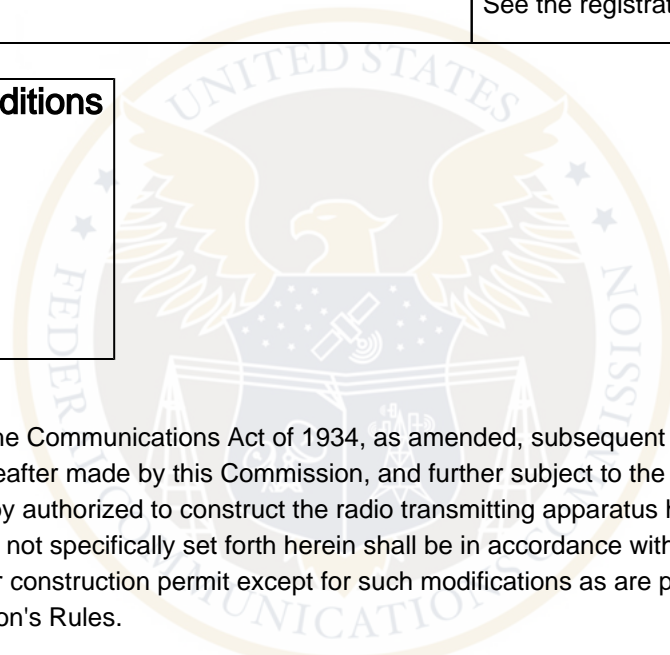 See the registrat
ditions
UNITED STATES
FEDERAL COMMUNICATIONS COMMISSION
he Communications Act of 1934, as amended, subsequent
eafter made by this Commission, and further subject to the
by authorized to construct the radio transmitting apparatus h
not specifically set forth herein shall be in accordance with
r construction permit except for such modifications as are p
on's Rules.